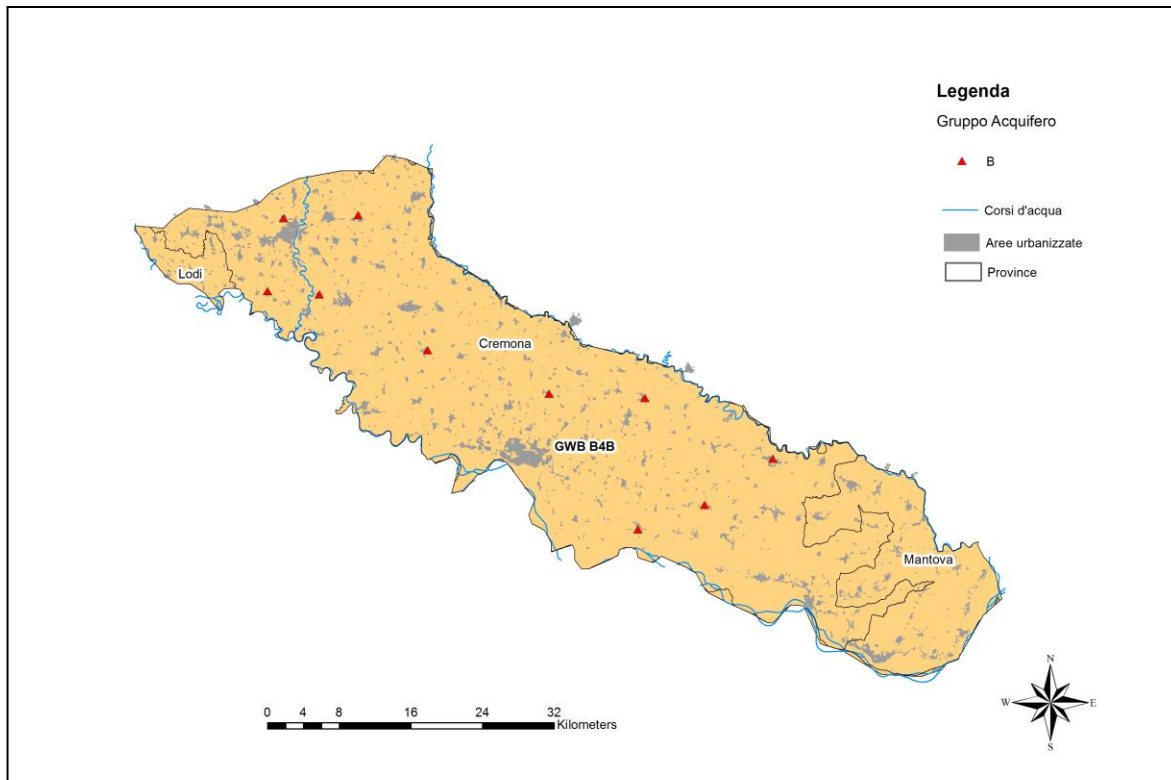 Legenda
Gruppo Acquifero
B
Corsi d'acqua
Aree urbanizzate
Province
Lodi
Cremona
GWB B4B
Mantova
0 4 8 16 24 32
Kilometers
N
W E
S